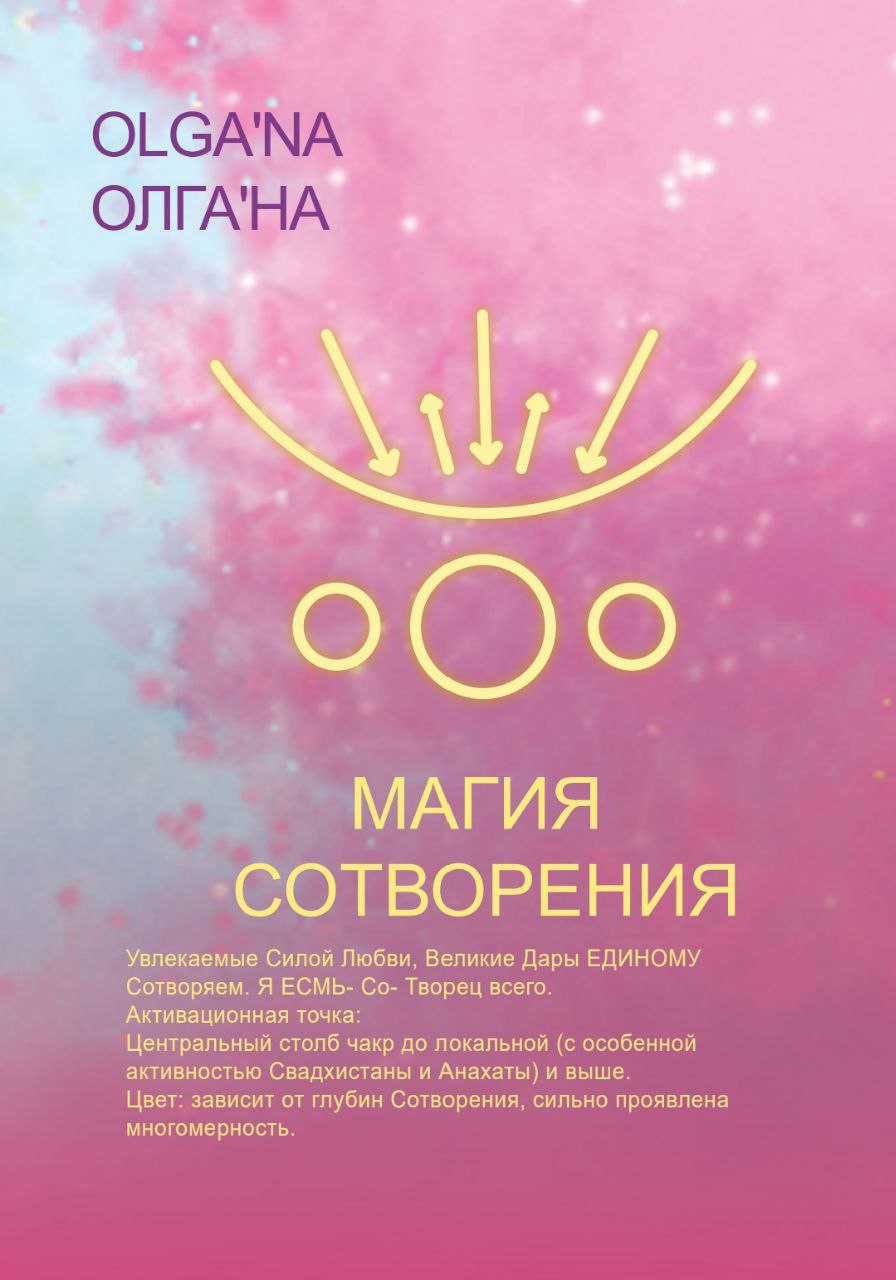 OLGA'NA
ОЛГА'НА
МАГИЯ
СОТВОРЕНИЯ
Увлекаемые Силой Любви, Великие Дары ЕДИНОМУ
Сотворяем. Я ЕСМЬ- Со- Творец всего.
Активационная точка:
Центральный столб чакр до локальной (с особенной
активностью Свадхистаны и Анахаты) и выше.
Цвет: зависит от глубин Сотворения, сильно проявлена
многомерность.